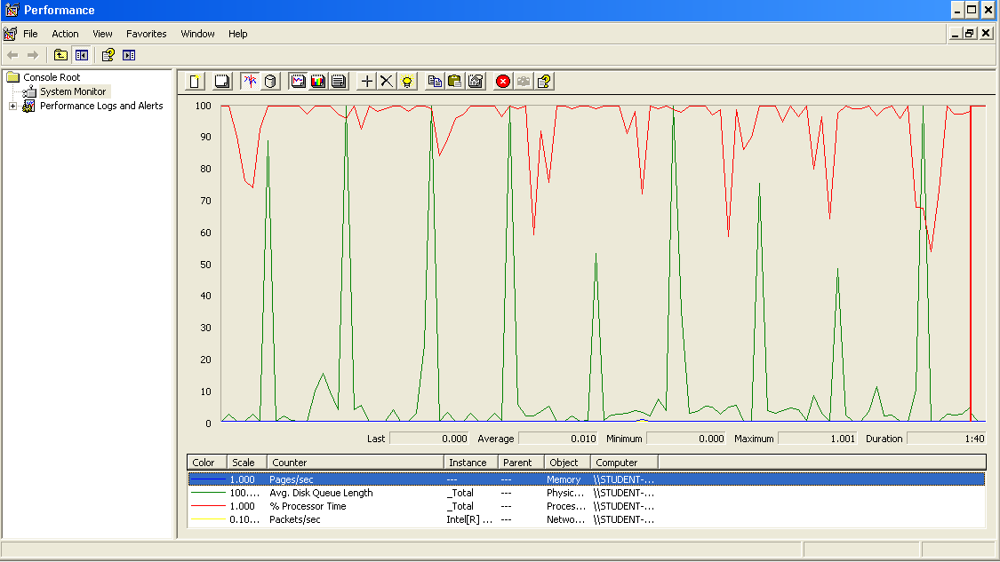 Performance
File Action View Favorites Window Help
Console Root
System Monitor
Performance Logs and Alerts
100
90
80
70
60
50
40
30
20
10
0
Last 0.000 Average 0.010 Minimum 0.000 Maximum 1.001 Duration 1:40
Color Scale Counter Instance Parent Object Computer
1.000 Pages/sec --- --- Memory \\STUDENT-...
100.... Avg. Disk Queue Length _Total --- Physic... \\STUDENT-...
1.000 % Processor Time _Total --- Proces... \\STUDENT-...
0.10... Packets/sec Intel[R] ... --- Netwo... \\STUDENT-...